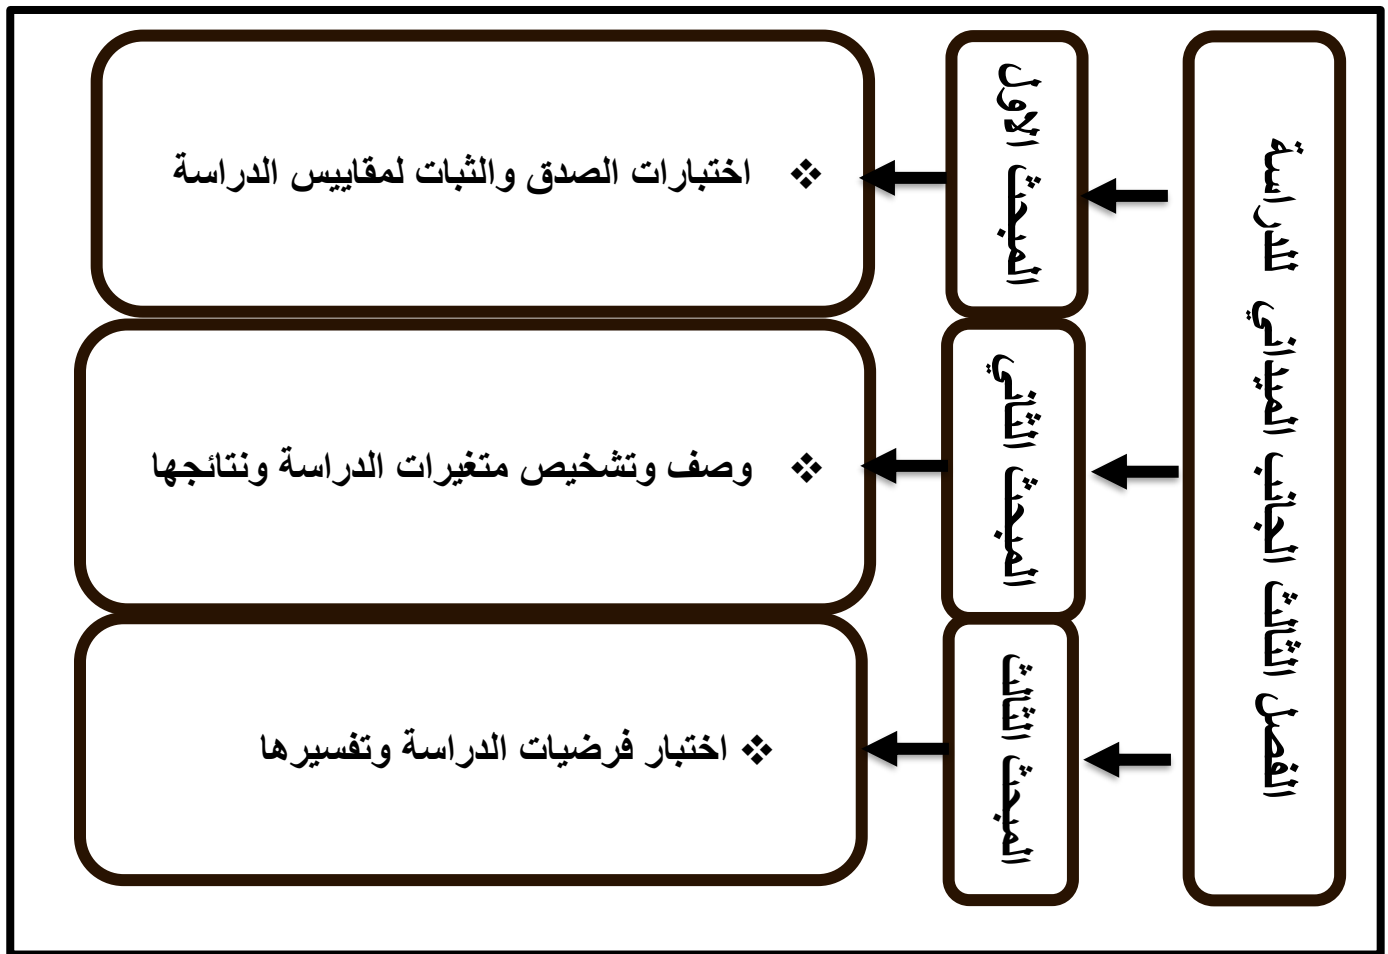 الفصل الثالث الجانب الميداني للدراسة
المبحث الاول
❖ اختبارات الصدق والثبات لمقاييس الدراسة
المبحث الثاني
❖ وصف وتشخيص متغيرات الدراسة ونتائجها
المبحث الثالث
❖ اختبار فرضيات الدراسة وتفسيرها